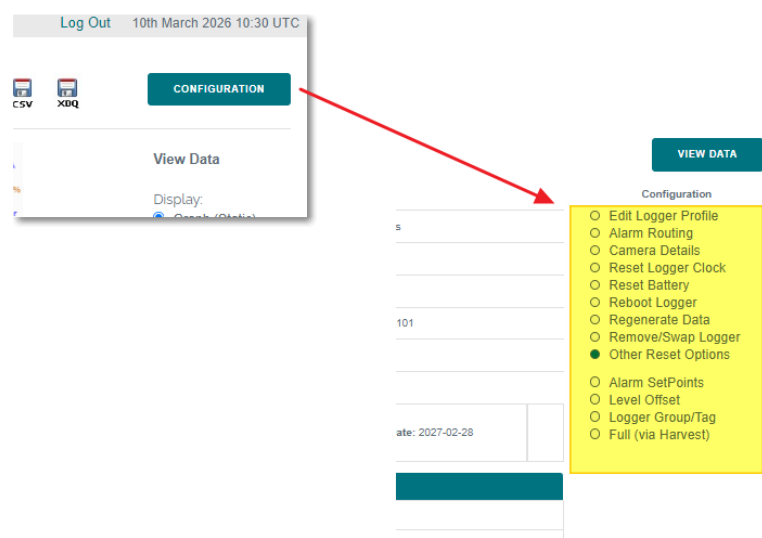 Log Out 10th March 2026 10:30 UTC
CSV XDQ CONFIGURATION
View Data
%
Display:
Graph (Static)
VIEW DATA
Configuration
s
101
ate: 2027-02-28
Edit Logger Profile
Alarm Routing
Camera Details
Reset Logger Clock
Reset Battery
Reboot Logger
Regenerate Data
Remove/Swap Logger
Other Reset Options
Alarm SetPoints
Level Offset
Logger Group/Tag
Full (via Harvest)